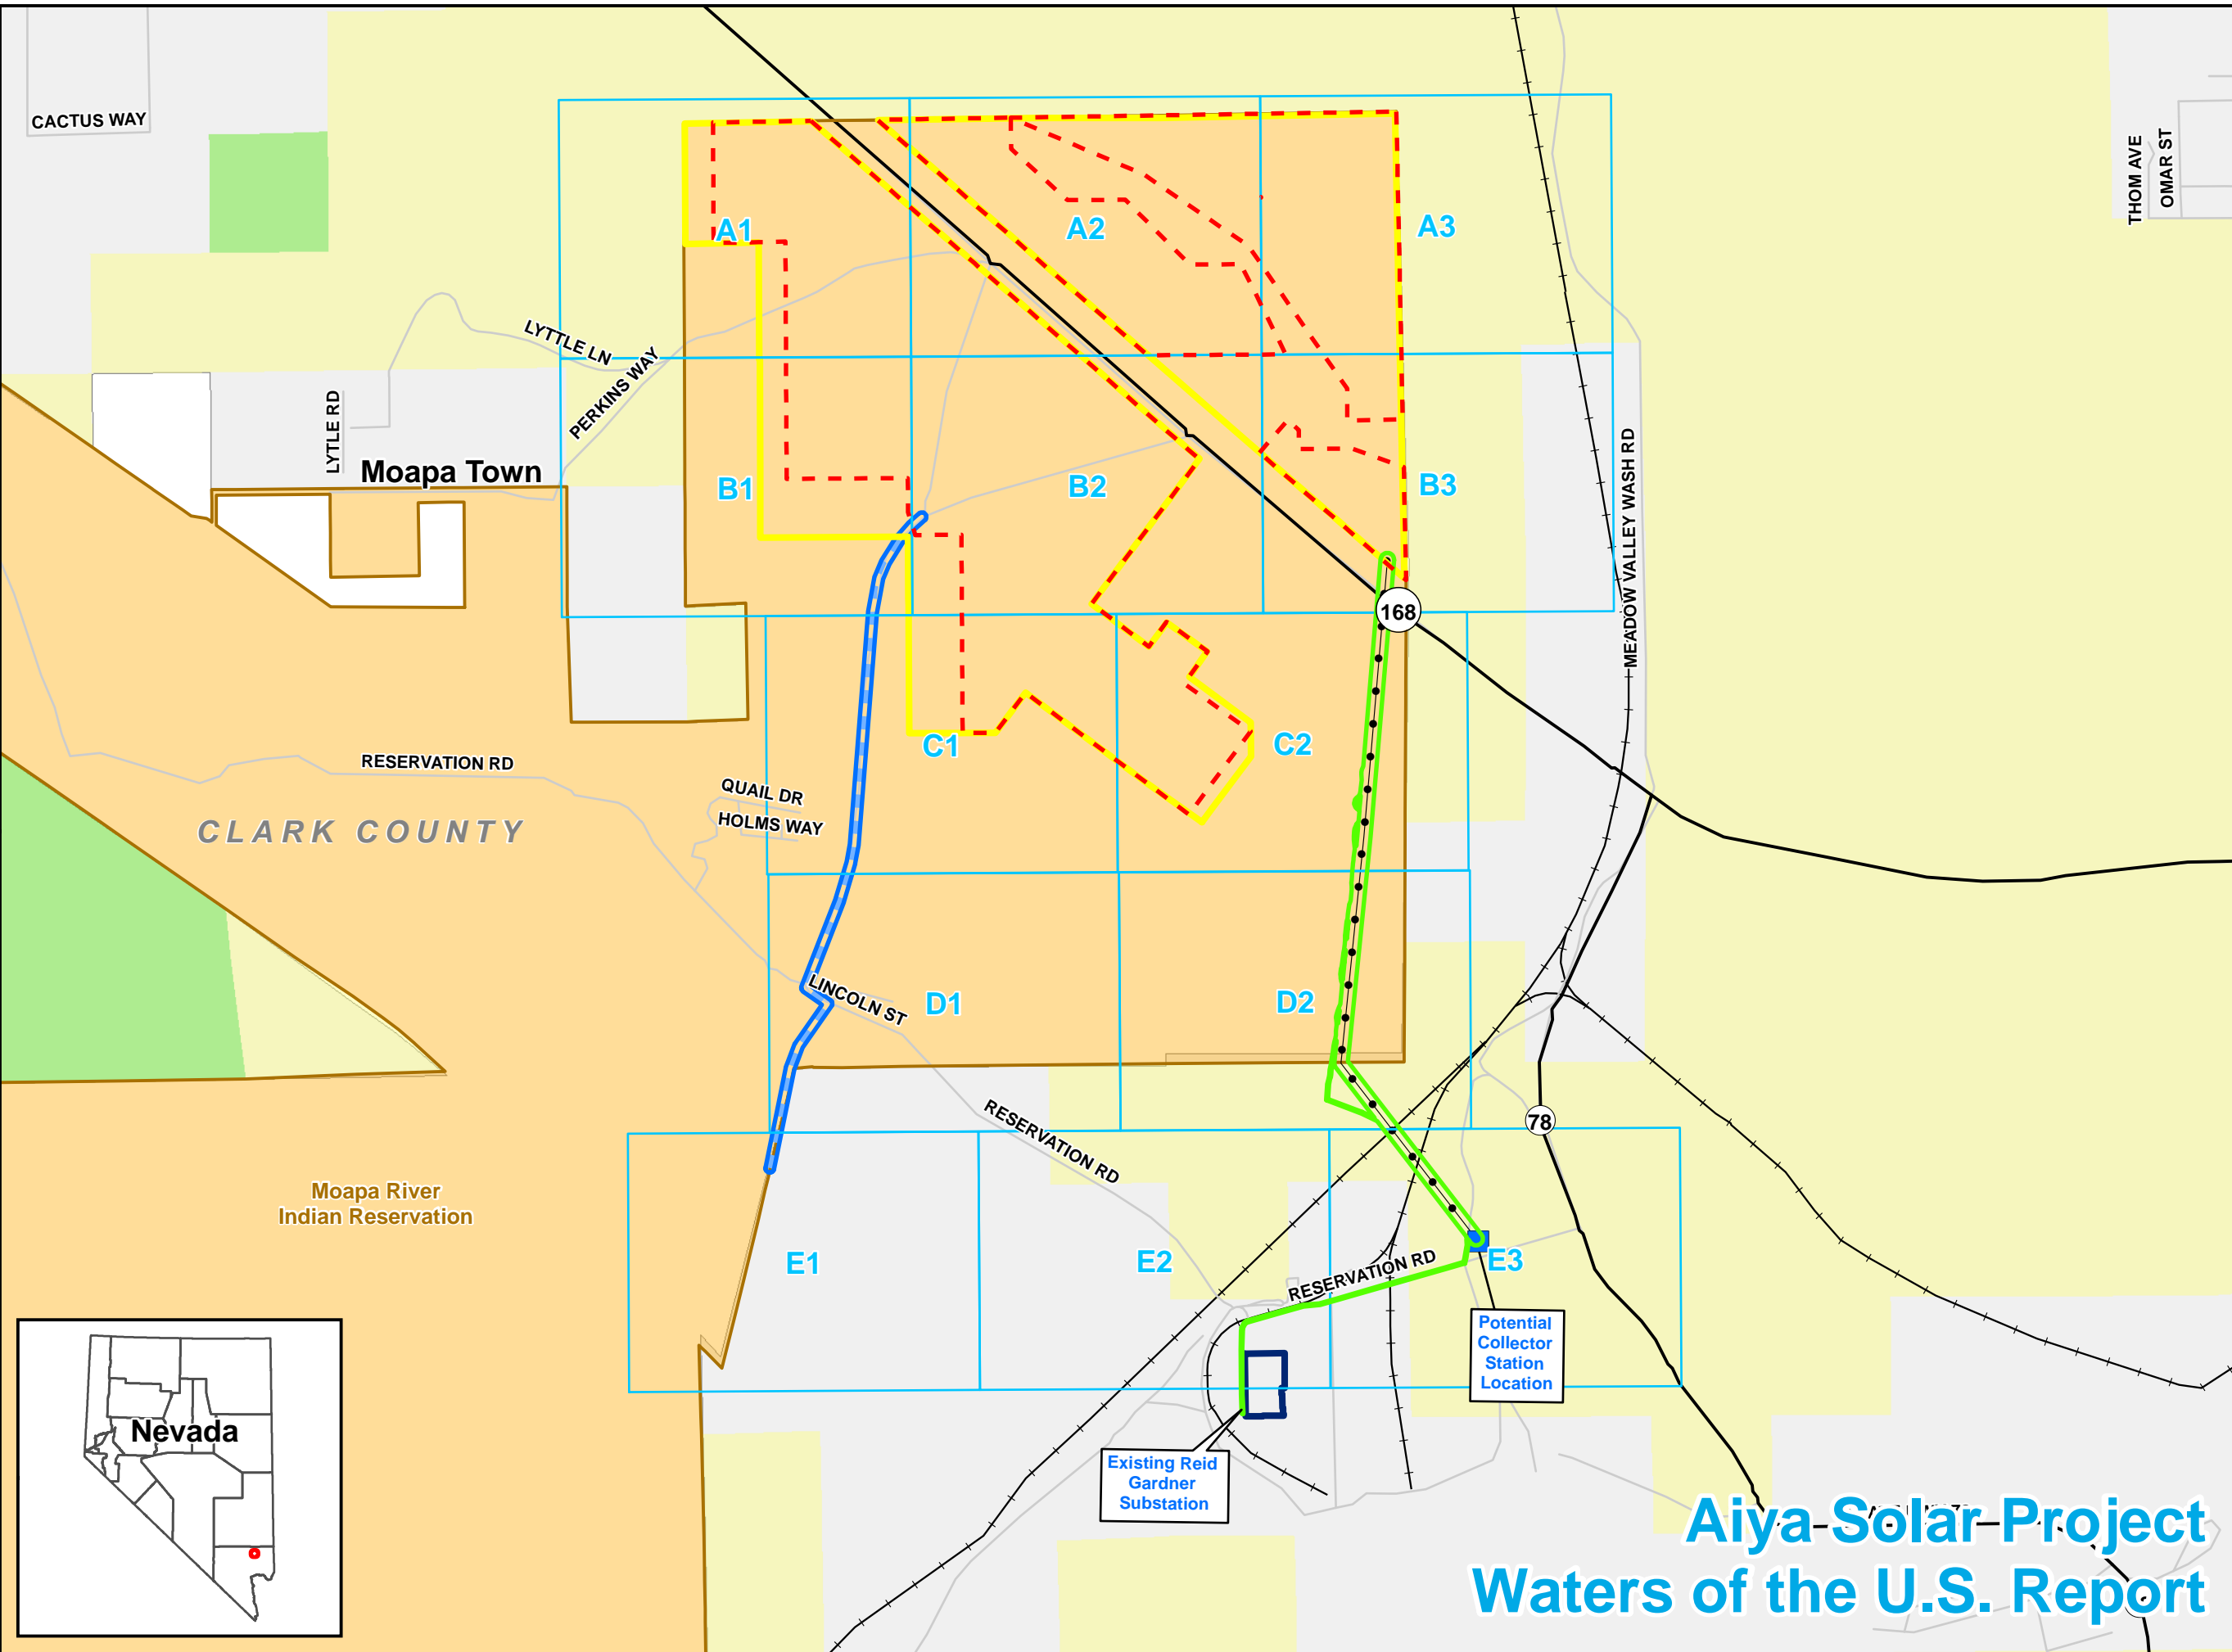 CACTUS WAY
THOM AVE
OMAR ST
A1
A2
A3
LYTTLE LN
PERKINS WAY
LYTLE RD
Moapa Town
B1
B2
B3
MEADOW VALLEY WASH RD
168
RESERVATION RD
QUAIL DR
HOLMS WAY
C1
C2
CLARK COUNTY
LINCOLN ST
D1
D2
RESERVATION RD
78
Moapa River
Indian Reservation
E1
E2
E3
RESERVATION RD
Potential
Collector
Station
Location
Existing Reid
Gardner
Substation
Nevada
Aiya Solar Project
Waters of the U.S. Report